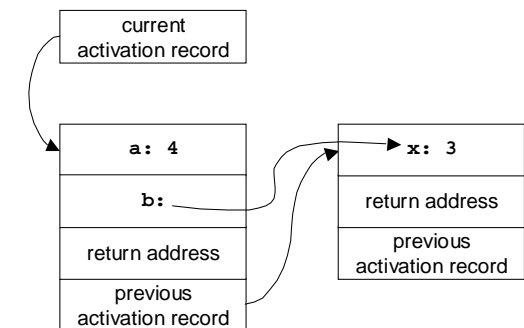 current
activation record
a: 4
b:
return address
previous
activation record
x: 3
return address
previous
activation record